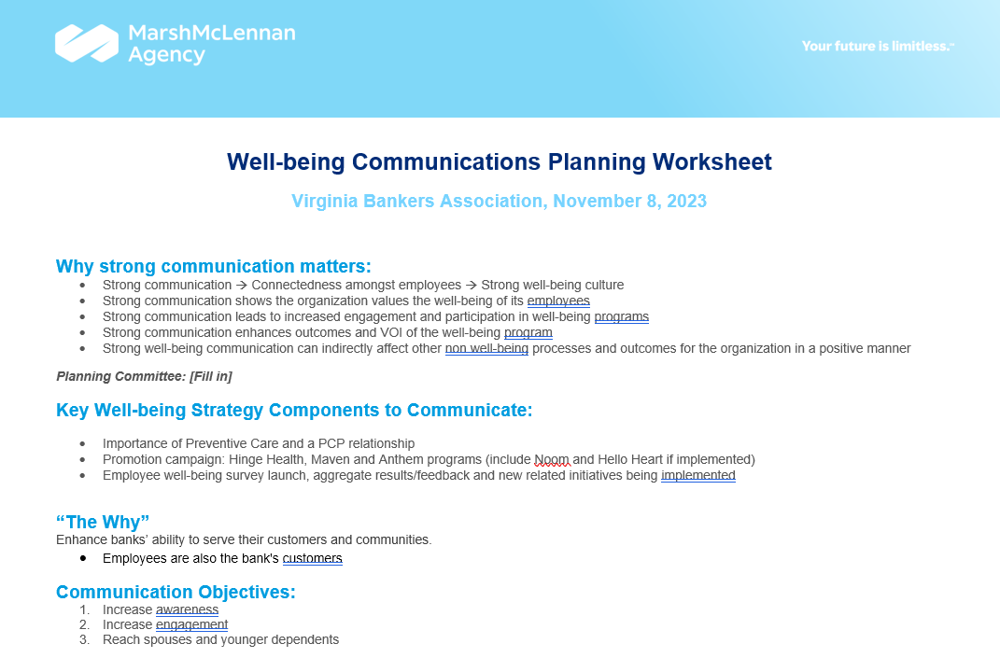 MarshMcLennan
Agency
Your future is limitless.™
Well-being Communications Planning Worksheet
Virginia Bankers Association, November 8, 2023
Why strong communication matters:
• Strong communication → Connectedness amongst employees → Strong well-being culture
• Strong communication shows the organization values the well-being of its employees
• Strong communication leads to increased engagement and participation in well-being programs
• Strong communication enhances outcomes and VOI of the well-being program
• Strong well-being communication can indirectly affect other non well-being processes and outcomes for the organization in a positive manner
Planning Committee: [Fill in]
Key Well-being Strategy Components to Communicate:
• Importance of Preventive Care and a PCP relationship
• Promotion campaign: Hinge Health, Maven and Anthem programs (include Noom and Hello Heart if implemented)
• Employee well-being survey launch, aggregate results/feedback and new related initiatives being implemented
“The Why”
Enhance banks’ ability to serve their customers and communities.
• Employees are also the bank's customers
Communication Objectives:
1. Increase awareness
2. Increase engagement
3. Reach spouses and younger dependents